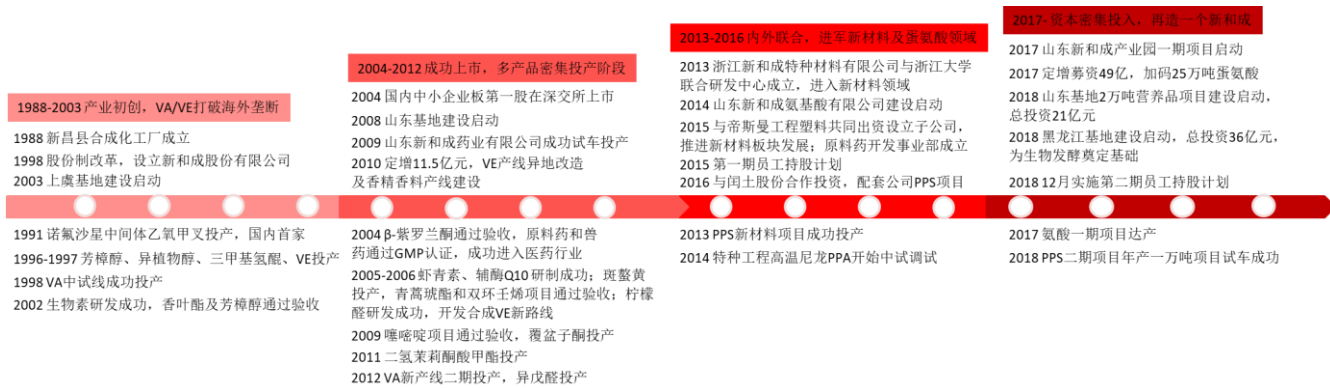 1988-2003 产业初创，VA/VE打破海外垄断
1988 新昌县合成化工厂成立
1998 股份制改革，设立新和成股份有限公司
2003 上虞基地建设启动
1991 诺氟沙星中间体乙氧甲叉投产，国内首家
1996-1997 芳樟醇、异植物醇、三甲基氢醌、VE投产
1998 VA中试线成功投产
2002 生物素研发成功，香叶酯及芳樟醇通过验收
2004-2012 成功上市，多产品密集投产阶段
2004 国内中小企业板第一股在深交所上市
2008 山东基地建设启动
2009 山东新和成药业有限公司成功试车投产
2010 定增11.5亿元，VE产线异地改造
及香精香料产线建设
2004 β-紫罗兰酮通过验收，原料药和兽
药通过GMP认证，成功进入医药行业
2005-2006 虾青素、辅酶Q10 研制成功；斑蝥黄
投产，青蒿琥酯和双环壬烯项目通过验收；柠檬
醛研发成功，开发合成VE新路线
2009 噻嘧啶项目通过验收，覆盆子酮投产
2011 二氢茉莉酮酸甲酯投产
2012 VA新产线二期投产，异戊醛投产
2013-2016 内外联合，进军新材料及蛋氨酸领域
2013 浙江新和成特种材料有限公司与浙江大学
联合研发中心成立，进入新材料领域
2014 山东新和成氨基酸有限公司建设启动
2015 与帝斯曼工程塑料共同出资设立子公司，
推进新材料板块发展；原料药开发事业部成立
2015 第一期员工持股计划
2016 与闰土股份合作投资，配套公司PPS项目
2013 PPS新材料项目成功投产
2014 特种工程高温尼龙PPA开始中试调试
2017- 资本密集投入，再造一个新和成
2017 山东新和成产业园一期项目启动
2017 定增募资49亿，加码25万吨蛋氨酸
2018 山东基地2万吨营养品项目建设启动，
总投资21亿元
2018 黑龙江基地建设启动，总投资36亿元，
为生物发酵奠定基础
2018 12月实施第二期员工持股计划
2017 氨酸一期项目达产
2018 PPS二期项目年产一万吨项目试车成功